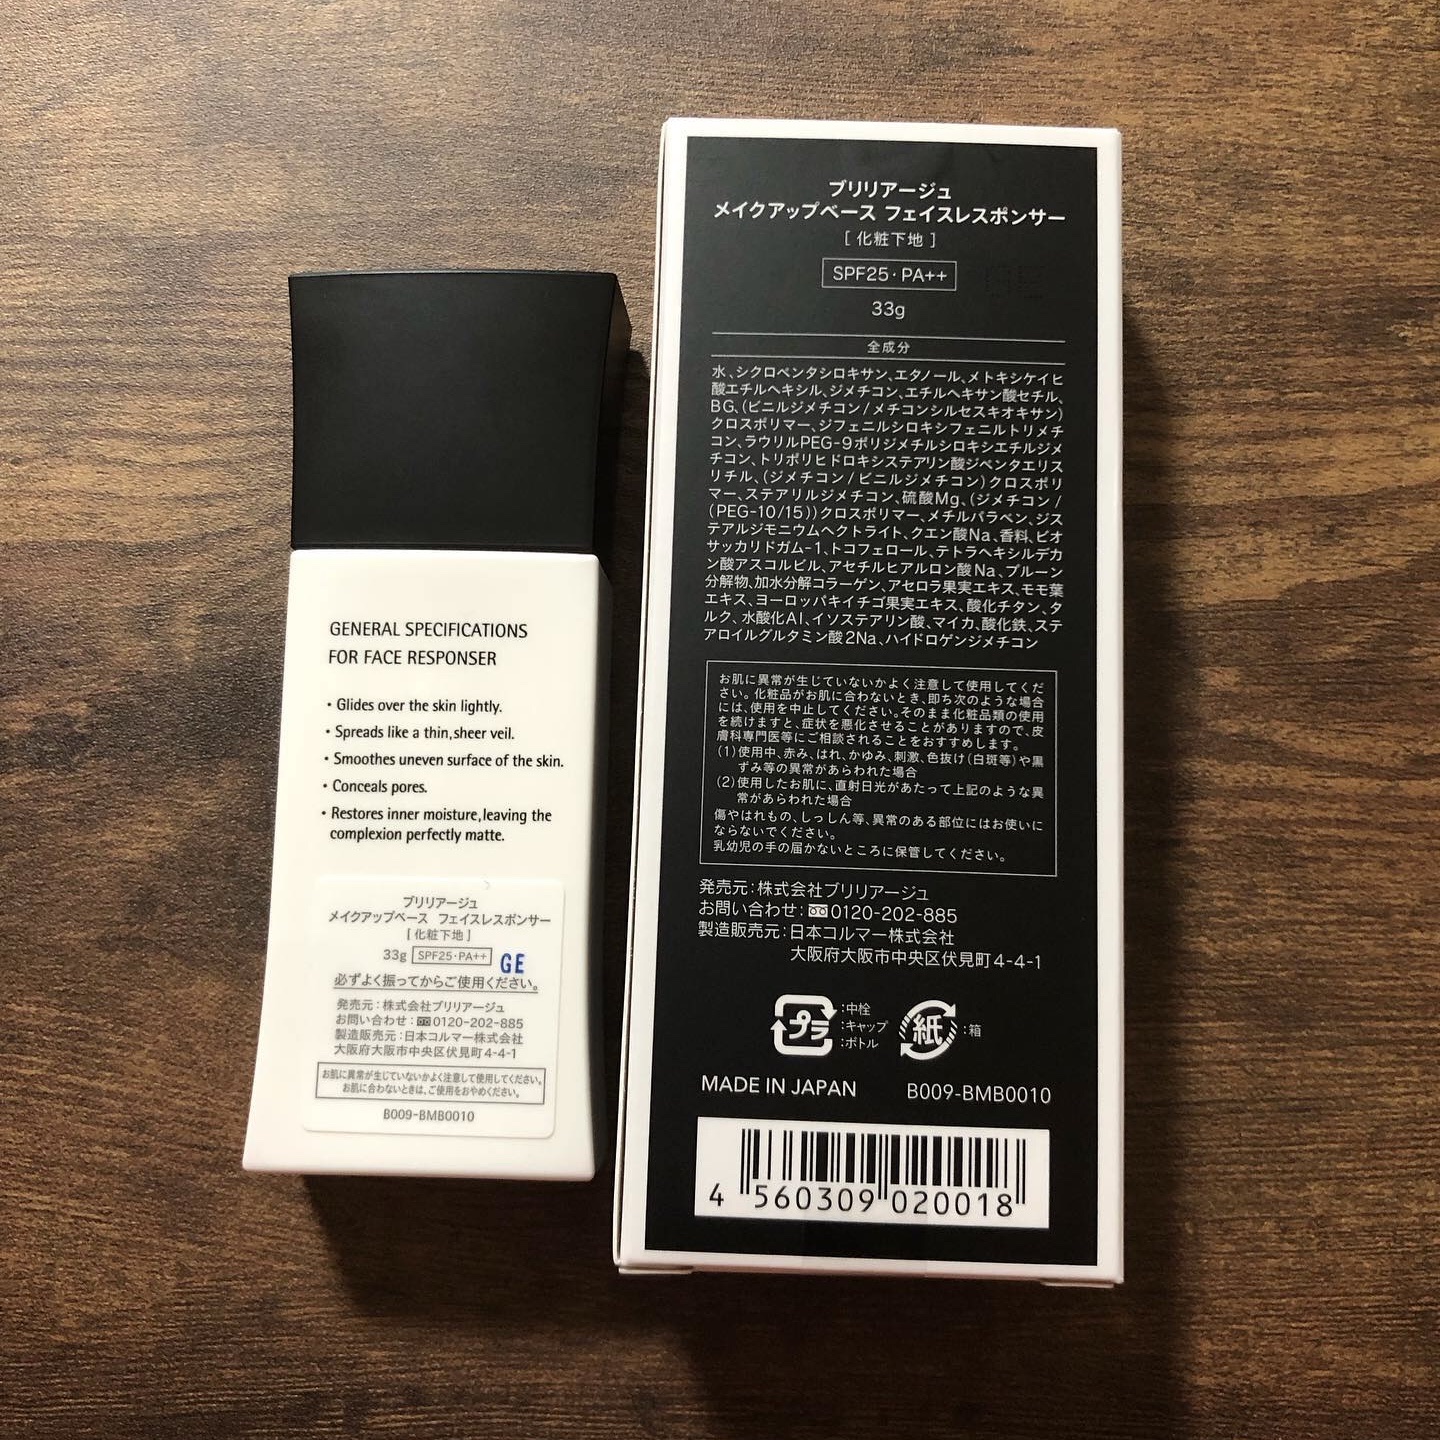 GENERAL SPECIFICATIONS
FOR FACE RESPONSER
・Glides over the skin lightly.
・Spreads like a thin,sheer veil.
・Smoothes uneven surface of the skin.
・Conceals pores.
・Restores inner moisture,leaving the
complexion perfectly matte.
ブリリアージュ
メイクアップベース フェイスレスポンサー
[ 化粧下地 ]
33g SPF25・PA++ GE
必ずよく振ってからご使用ください。
発売元：株式会社ブリリアージュ
お問い合わせ：0120-202-885
製造販売元：日本コルマー株式会社
大阪府大阪市中央区伏見町4-4-1
お肌に異常が生じていないかよく注意して使用してください。
お肌に合わないときは、ご使用をおやめください。
B009-BMB0010
ブリリアージュ
メイクアップベース フェイスレスポンサー
[ 化粧下地 ]
SPF25・PA++
33g
全成分
水、シクロペンタシロキサン、エタノール、メトキシケイヒ
酸エチルヘキシル、ジメチコン、エチルヘキサン酸セチル、
BG、(ビニルジメチコン/メチコンシルセスキオキサン)
クロスポリマー、ジフェニルシロキシフェニルトリメチ
コン、ラウリルPEG-9ポリジメチルシロキシエチルジメ
チコン、トリポリヒドロキシステアリン酸ジペンタエリス
リチル、(ジメチコン/ビニルジメチコン)クロスポリ
マー、ステアリルジメチコン、硫酸Mg、(ジメチコン/
(PEG-10/15))クロスポリマー、メチルパラベン、ジス
テアルジモニウムヘクトライト、クエン酸Na、香料、ビオ
サッカリドガム-1、トコフェロール、テトラヘキシルデカ
ン酸アスコルビル、アセチルヒアルロン酸Na、プルーン
分解物、加水分解コラーゲン、アセロラ果実エキス、モモ葉
エキス、ヨーロッパキイチゴ果実エキス、酸化チタン、タ
ルク、水酸化Al、イソステアリン酸、マイカ、酸化鉄、ステ
アロイルグルタミン酸2Na、ハイドロゲンジメチコン
お肌に異常が生じていないかよく注意して使用してくだ
さい。化粧品がお肌に合わないとき、即ち次のような場合
には、使用を中止してください。そのまま化粧品類の使用
を続けますと、症状を悪化させることがありますので、皮
膚科専門医等にご相談されることをおすすめします。
(1)使用中、赤み、はれ、かゆみ、刺激、色抜け(白斑等)や黒
ずみ等の異常があらわれた場合
(2)使用したお肌に、直射日光があたって上記のような異
常があらわれた場合
傷やはれもの、しっしん等、異常のある部位にはお使いに
ならないでください。
乳幼児の手の届かないところに保管してください。
発売元：株式会社ブリリアージュ
お問い合わせ：0120-202-885
製造販売元：日本コルマー株式会社
大阪府大阪市中央区伏見町4-4-1
プラ
：中栓
：キャップ
：ボトル
紙
：箱
MADE IN JAPAN B009-BMB0010
4 560309 020018